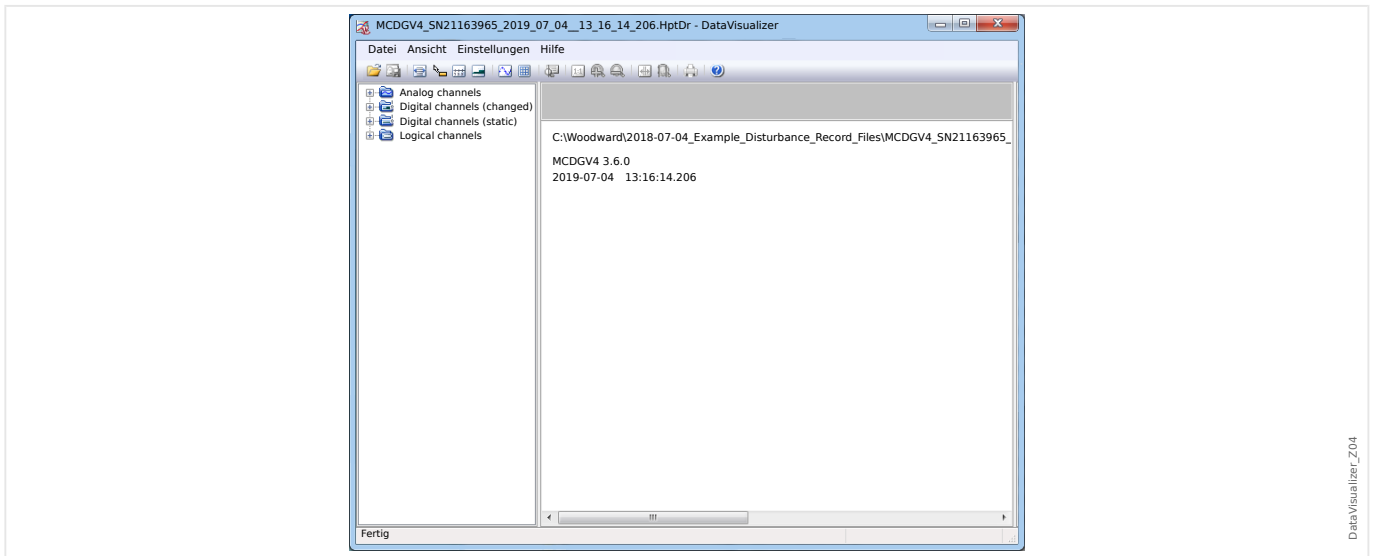 MCDGV4_SN21163965_2019_07_04__13_16_14_206.HptDr - DataVisualizer
Datei Ansicht Einstellungen Hilfe
Analog channels
Digital channels (changed)
Digital channels (static)
Logical channels
C:\Woodward\2018-07-04_Example_Disturbance_Record_Files\MCDGV4_SN21163965_
MCDGV4 3.6.0
2019-07-04 13:16:14.206
Fertig
DataVisualizer_Z04